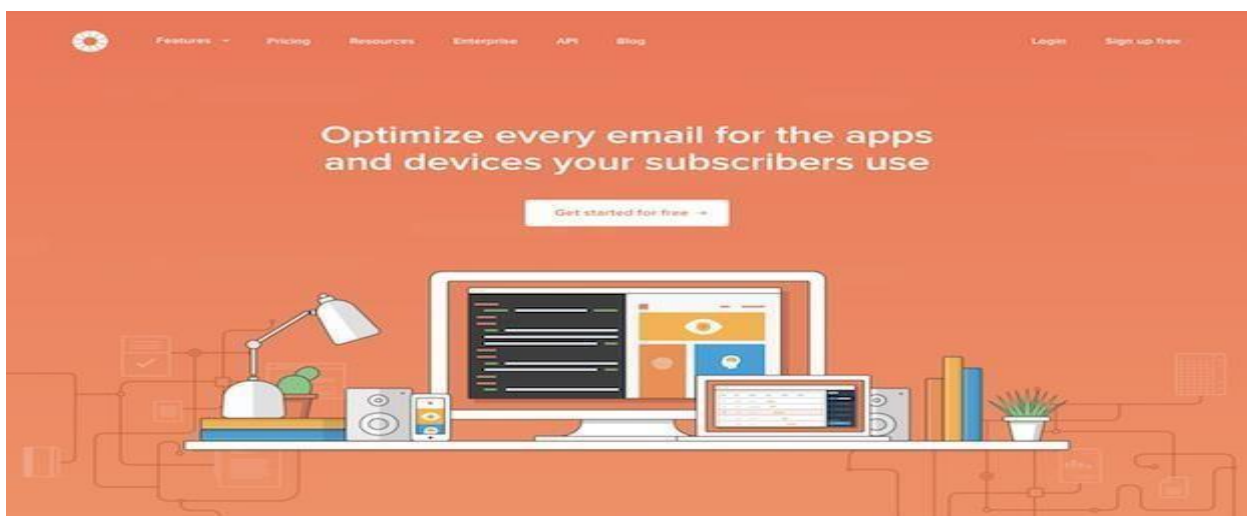 Features
Pricing
Resources
Enterprise
API
Blog
Login
Sign up free
Optimize every email for the apps
and devices your subscribers use
Get started for free →